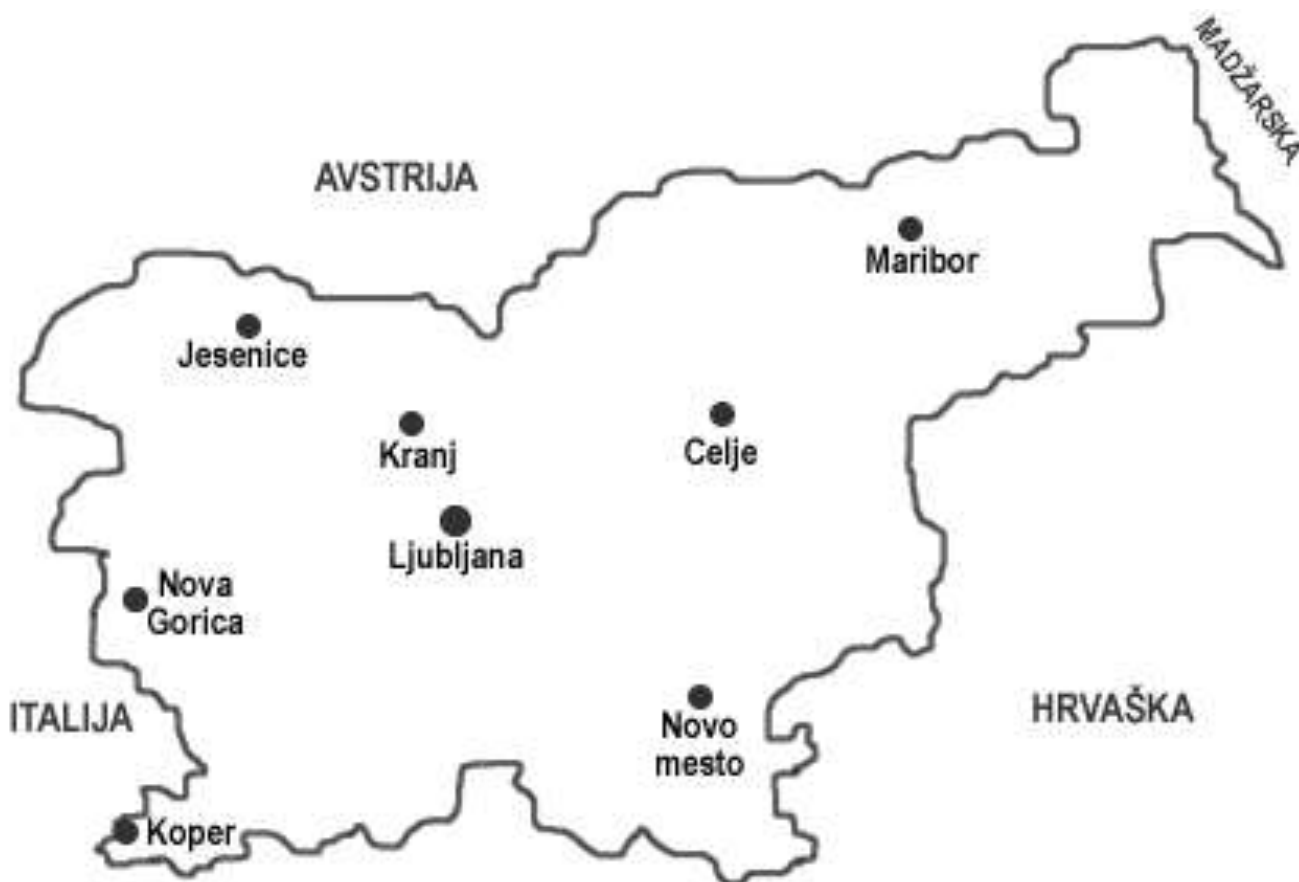 MADŽARSKA
AVSTRIJA
Maribor
Jesenice
Kranj
Celje
Ljubljana
Nova
Gorica
ITALIJA
HRVAŠKA
Novo
mesto
Koper